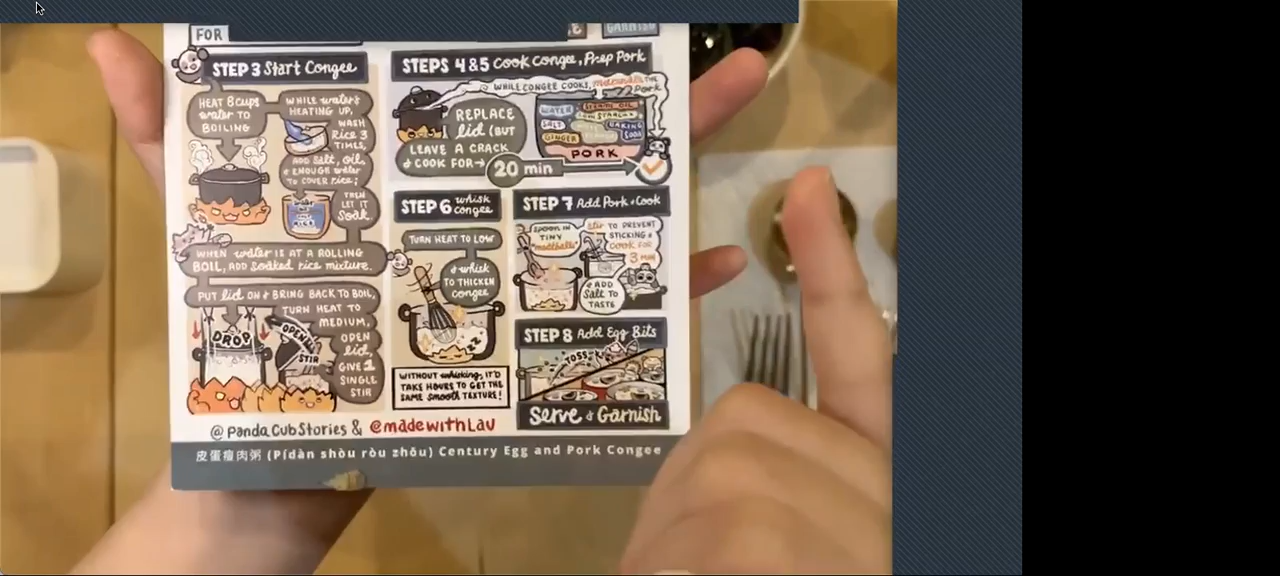 FOR
GARNISH
STEP 3 Start Congee
HEAT 8 cups
water to
BOILING
WHILE water's
HEATING UP,
WASH
Rice 3
TIMES,
ADD Salt, oil,
& ENOUGH water
TO COVER rice;
THEN
LET IT
Soak.
WHEN water IS AT A ROLLING
BOIL, ADD soaked rice mixture.
PUT lid ON & BRING BACK TO BOIL,
TURN HEAT TO
MEDIUM,
OPEN
lid,
GIVE 1
SINGLE
STIR
DROP
OPEN &
STIR
STEPS 4 & 5 Cook Congee, Prep Pork
WHILE CONGEE COOKS, marinate THE
Pork
REPLACE
lid (BUT
LEAVE A CRACK
& COOK FOR→
20 min
WATER
SALT
GINGER
BAKING
SODA
PORK
STEP 6 whisk
congee
TURN HEAT TO LOW
& whisk
TO THICKEN
congee
WITHOUT whisking, IT'D
TAKE HOURS TO GET THE
SAME smooth TEXTURE!
STEP 7 Add Pork & Cook
SPOON IN
TINY
"meatballs"
Stir TO PREVENT
STICKING &
cook FOR
3 MIN
& ADD
Salt TO
TASTE
STEP 8 Add Egg Bits
TOSS
Serve & Garnish
@PandaCubStories & @madewithLau
皮蛋瘦肉粥 (Pídàn shòu ròu zhōu) Century Egg and Pork Congee